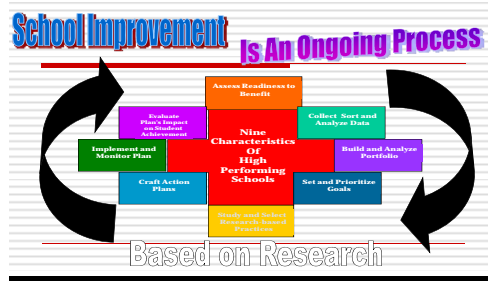 School Improvement
Is An Ongoing Process
Assess Readiness to
Benefit
Evaluate
Plan's Impact
on Student
Achievement
Collect Sort and
Analyze Data
Nine
Characteristics
Of
High
Performing
Schools
Implement and
Monitor Plan
Build and Analyze
Portfolio
Craft Action
Plans
Set and Prioritize
Goals
Study and Select
Research-based
Practices
Based on Research